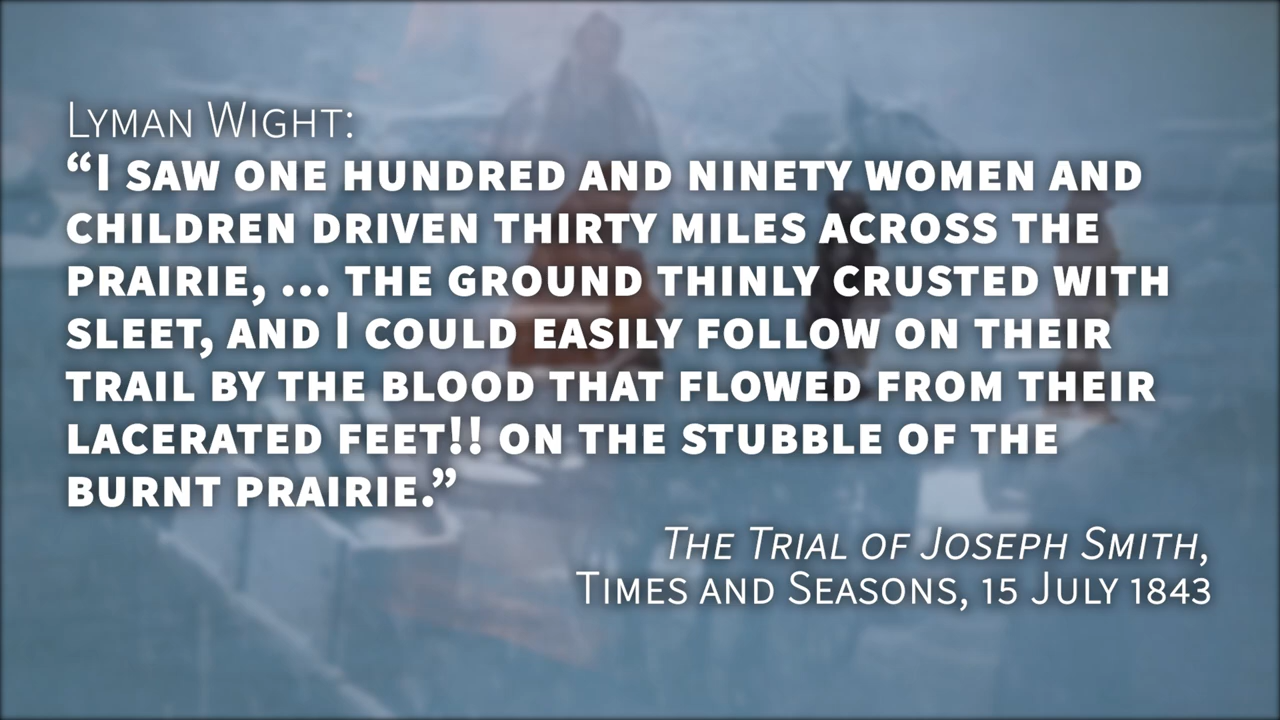 Lyman Wight:
“I saw one hundred and ninety women and
children driven thirty miles across the
prairie, ... the ground thinly crusted with
sleet, and I could easily follow on their
trail by the blood that flowed from their
lacerated feet!! on the stubble of the
burnt prairie.”
The Trial of Joseph Smith,
Times and Seasons, 15 July 1843